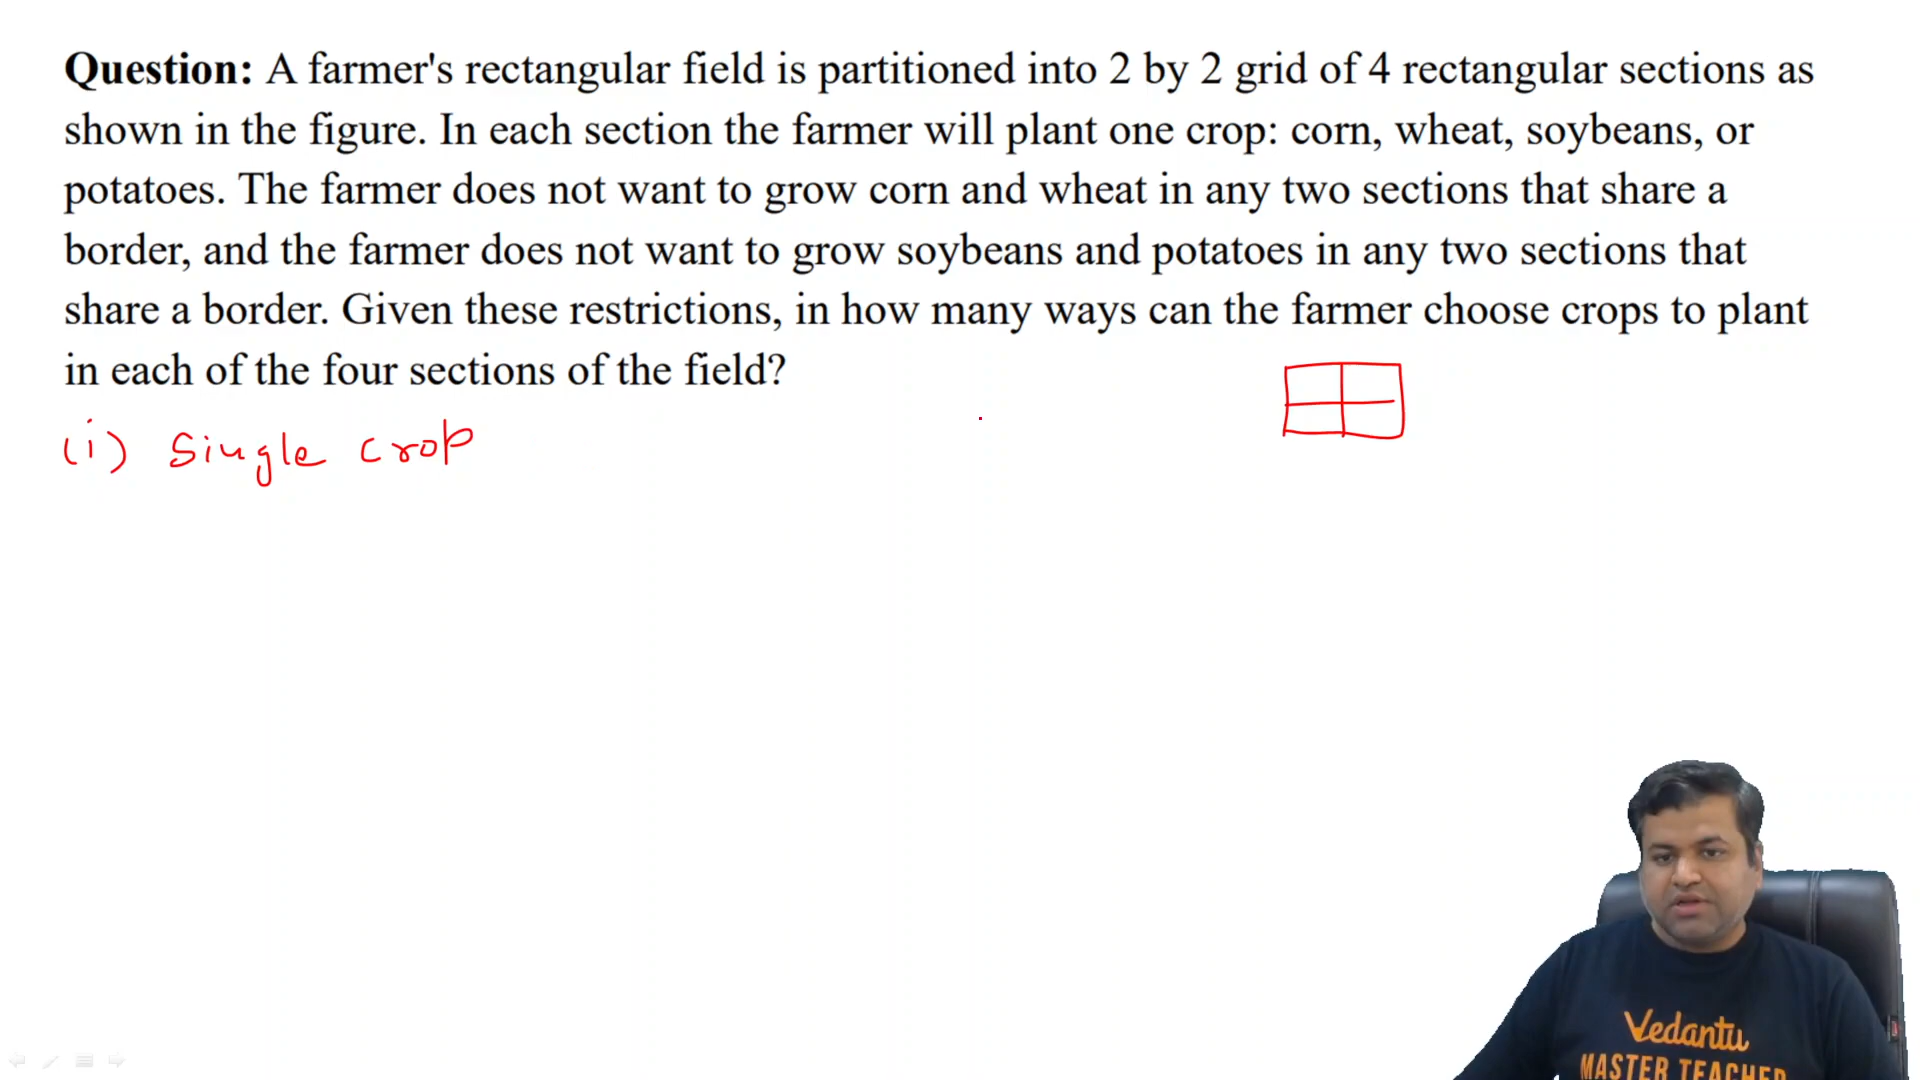 Question: A farmer's rectangular field is partitioned into 2 by 2 grid of 4 rectangular sections as
shown in the figure. In each section the farmer will plant one crop: corn, wheat, soybeans, or
potatoes. The farmer does not want to grow corn and wheat in any two sections that share a
border, and the farmer does not want to grow soybeans and potatoes in any two sections that
share a border. Given these restrictions, in how many ways can the farmer choose crops to plant
in each of the four sections of the field?
(i) Single crop
Vedantu
MASTER TEACHER